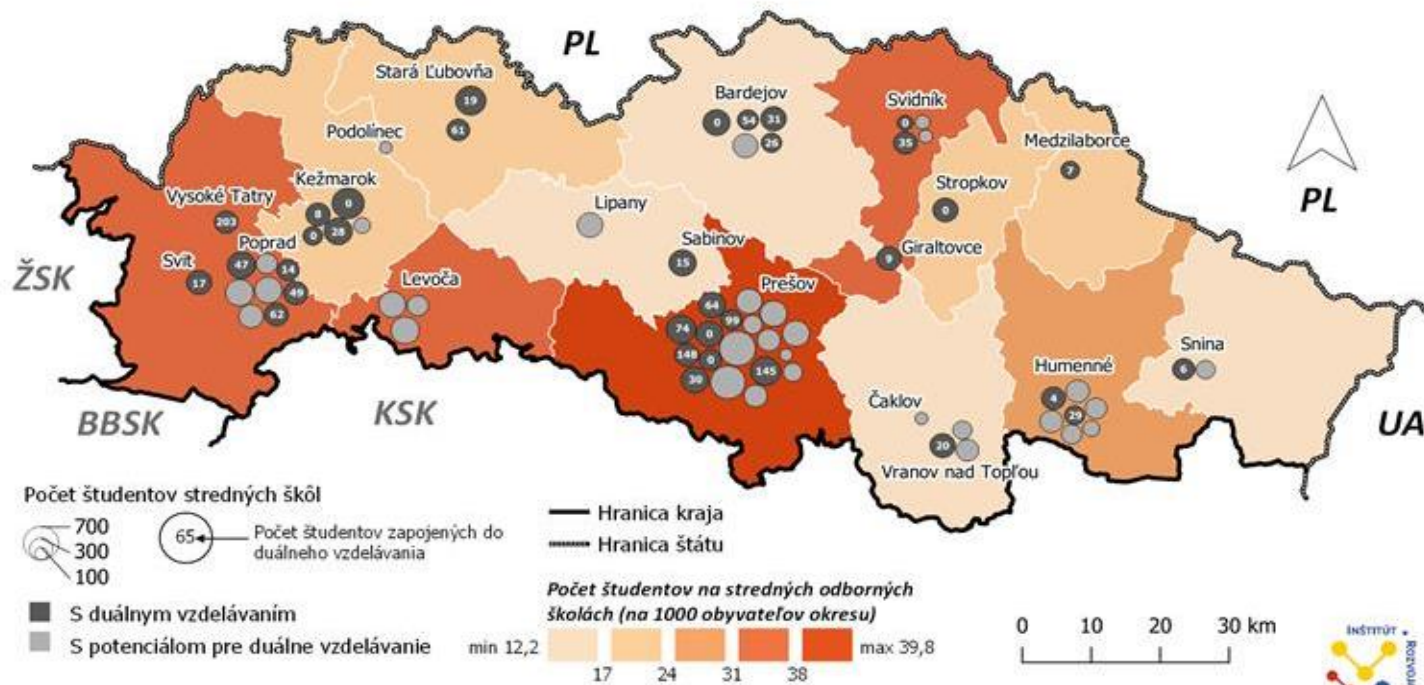 PL
Stará Ľubovňa
19
61
Podolínec
Bardejov
0
54
31
26
Svidník
0
35
Medzilaborce
7
PL
Vysoké Tatry
203
Kežmarok
0
8
0
28
Lipany
Stropkov
0
Sabinov
15
Giraltovce
9
ŽSK
Svit
17
Poprad
47
14
49
62
Levoča
Prešov
64
99
74
0
148
0
145
30
Snina
6
Humenné
4
29
BBSK
KSK
Čaklov
20
Vranov nad Topľou
UA
Počet študentov stredných škôl
700
300
100
65
Počet študentov zapojených do
duálneho vzdelávania
S duálnym vzdelávaním
S potenciálom pre duálne vzdelávanie
Hranica kraja
Hranica štátu
Počet študentov na stredných odborných
školách (na 1000 obyvateľov okresu)
min 12,2
max 39,8
17 24 31 38
0 10 20 30 km
INŠTITÚT